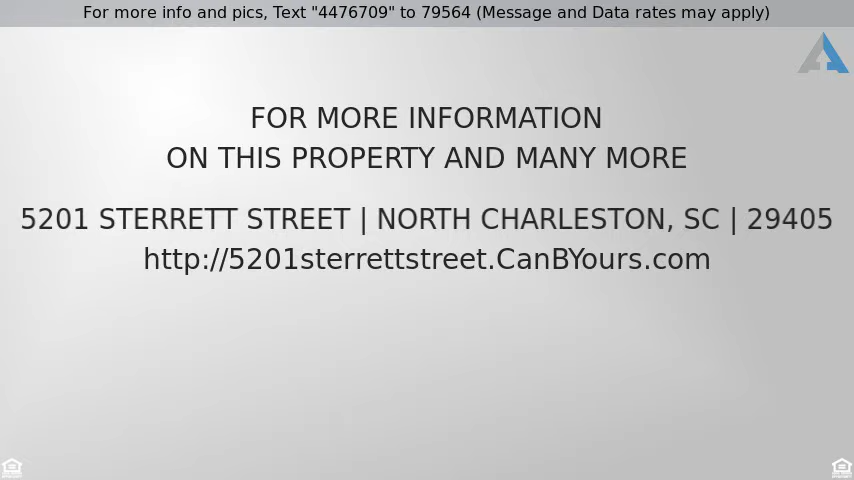 For more info and pics, Text "4476709" to 79564 (Message and Data rates may apply)
FOR MORE INFORMATION
ON THIS PROPERTY AND MANY MORE
5201 STERRETT STREET | NORTH CHARLESTON, SC | 29405
http://5201sterrettstreet.CanBYours.com